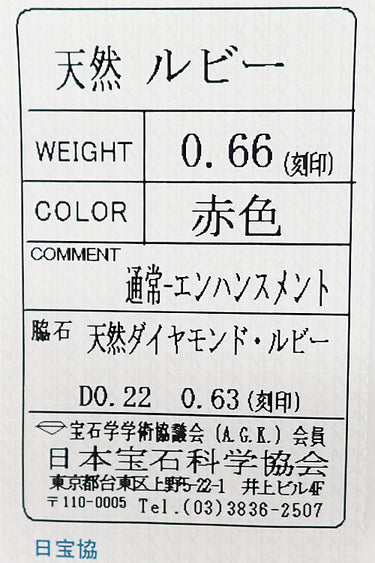 天然 ルビー
WEIGHT 0.66 (刻印)
COLOR 赤色
COMMENT
通常-エンハンスメント
脇石 天然ダイヤモンド・ルビー
D0.22 0.63 (刻印)
宝石学学術協議会 (A.G.K.) 会員
日本宝石科学協会
東京都台東区上野5-22-1 井上ビル4F
〒110-0005 Tel.(03)3836-2507
日宝協